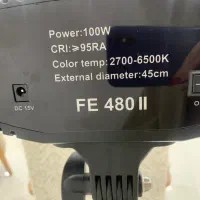 Power:100W
CRI:≥95RA
Color temp:2700-6500K
External diameter:45cm
DC 15V
FE 480 II